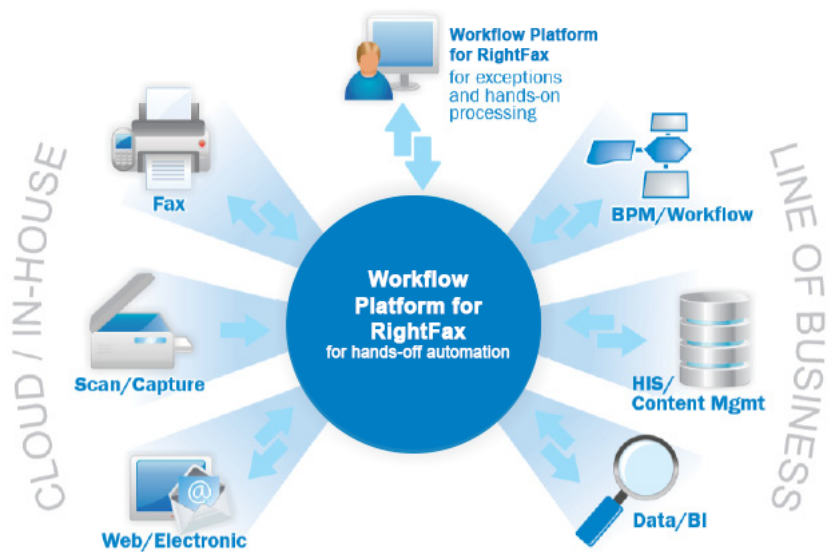 Workflow Platform
for RightFax
for exceptions
and hands-on
processing
CLOUD / IN-HOUSE
Fax
Scan/Capture
Web/Electronic
Workflow
Platform for
RightFax
for hands-off automation
BPM/Workflow
HIS/
Content Mgmt
Data/BI
LINE OF BUSINESS
@